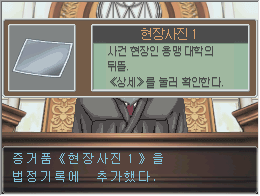 현장사진 1
사건 현장인 용맹 대학의
뒤뜰.
《상세》를 눌러 확인한다.
증거품《현장사진 1》을
법정기록에 추가했다.